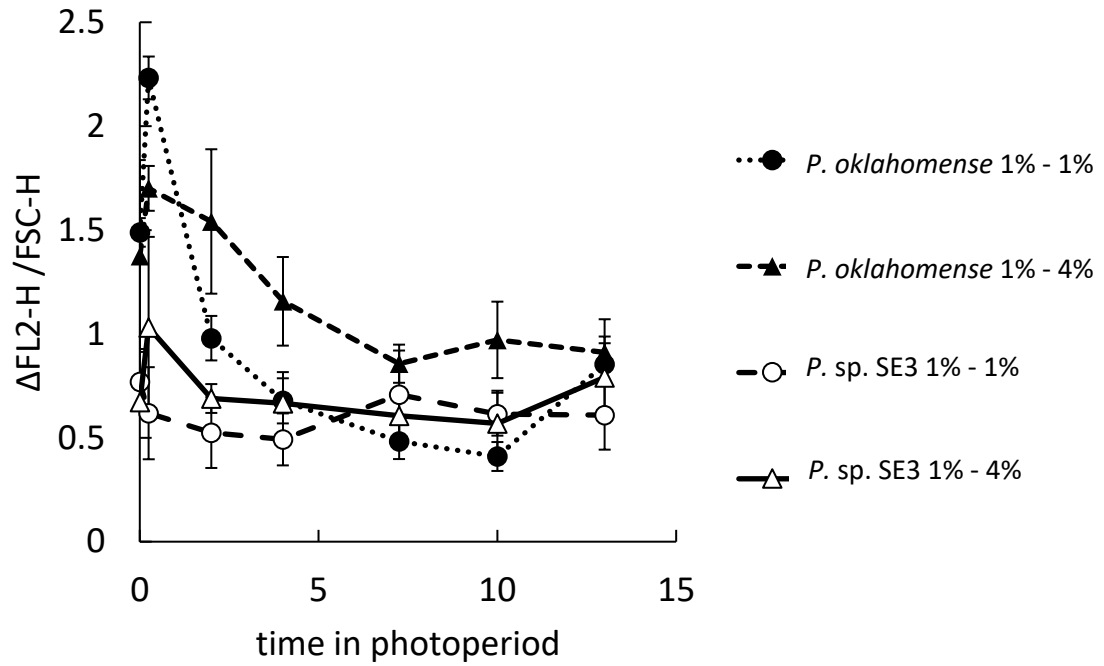 2.5
2
1.5
1
0.5
0
ΔFL2-H /FSC-H
0 5 10 15
time in photoperiod
P. oklahomense 1% - 1%
P. oklahomense 1% - 4%
P. sp. SE3 1% - 1%
P. sp. SE3 1% - 4%